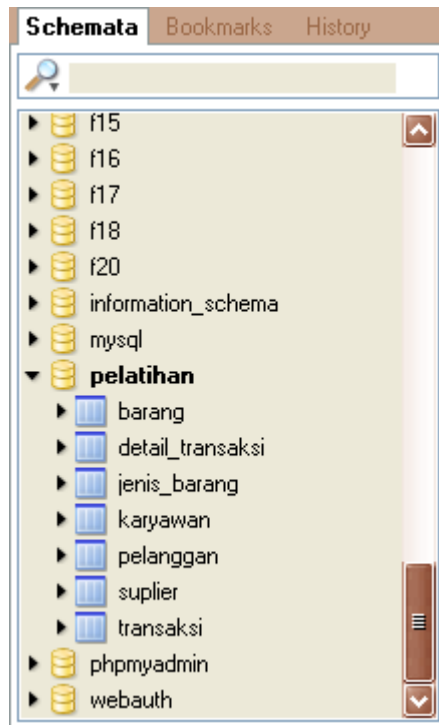 Schemata Bookmarks History
f15
f16
f17
f18
f20
information_schema
mysql
pelatihan
barang
detail_transaksi
jenis_barang
karyawan
pelanggan
suplier
transaksi
phpmyadmin
webauth